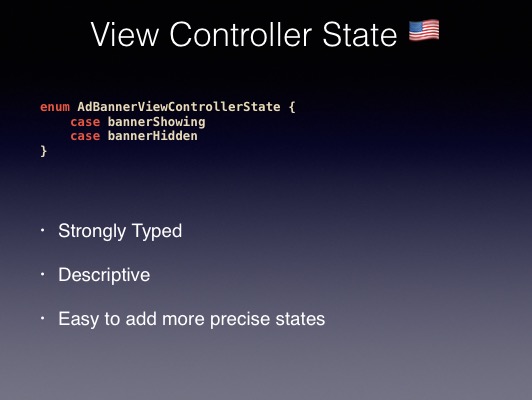 View Controller State 🇺🇸
enum AdBannerViewControllerState {
    case bannerShowing
    case bannerHidden
}
• Strongly Typed
• Descriptive
• Easy to add more precise states